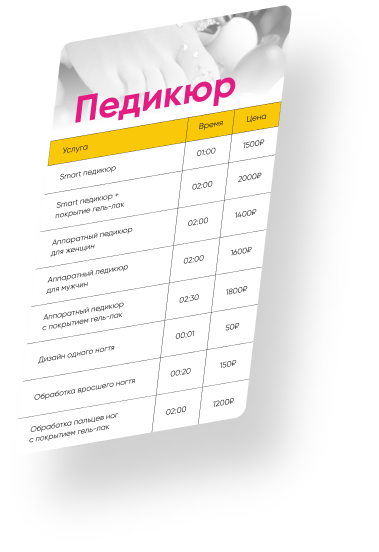 Педикюр
Услуга Время Цена
Smart педикюр 01:00 1500₽
Smart педикюр +
покрытие гель-лак 02:00 2000₽
Аппаратный педикюр
для женщин 02:00 1400₽
Аппаратный педикюр
для мужчин 02:00 1600₽
Аппаратный педикюр
с покрытием гель-лак 02:30 1800₽
Дизайн одного ногтя 00:01 50₽
Обработка вросшего ногтя 00:20 150₽
Обработка пальцев ног
с покрытием гель-лак 02:00 1200₽